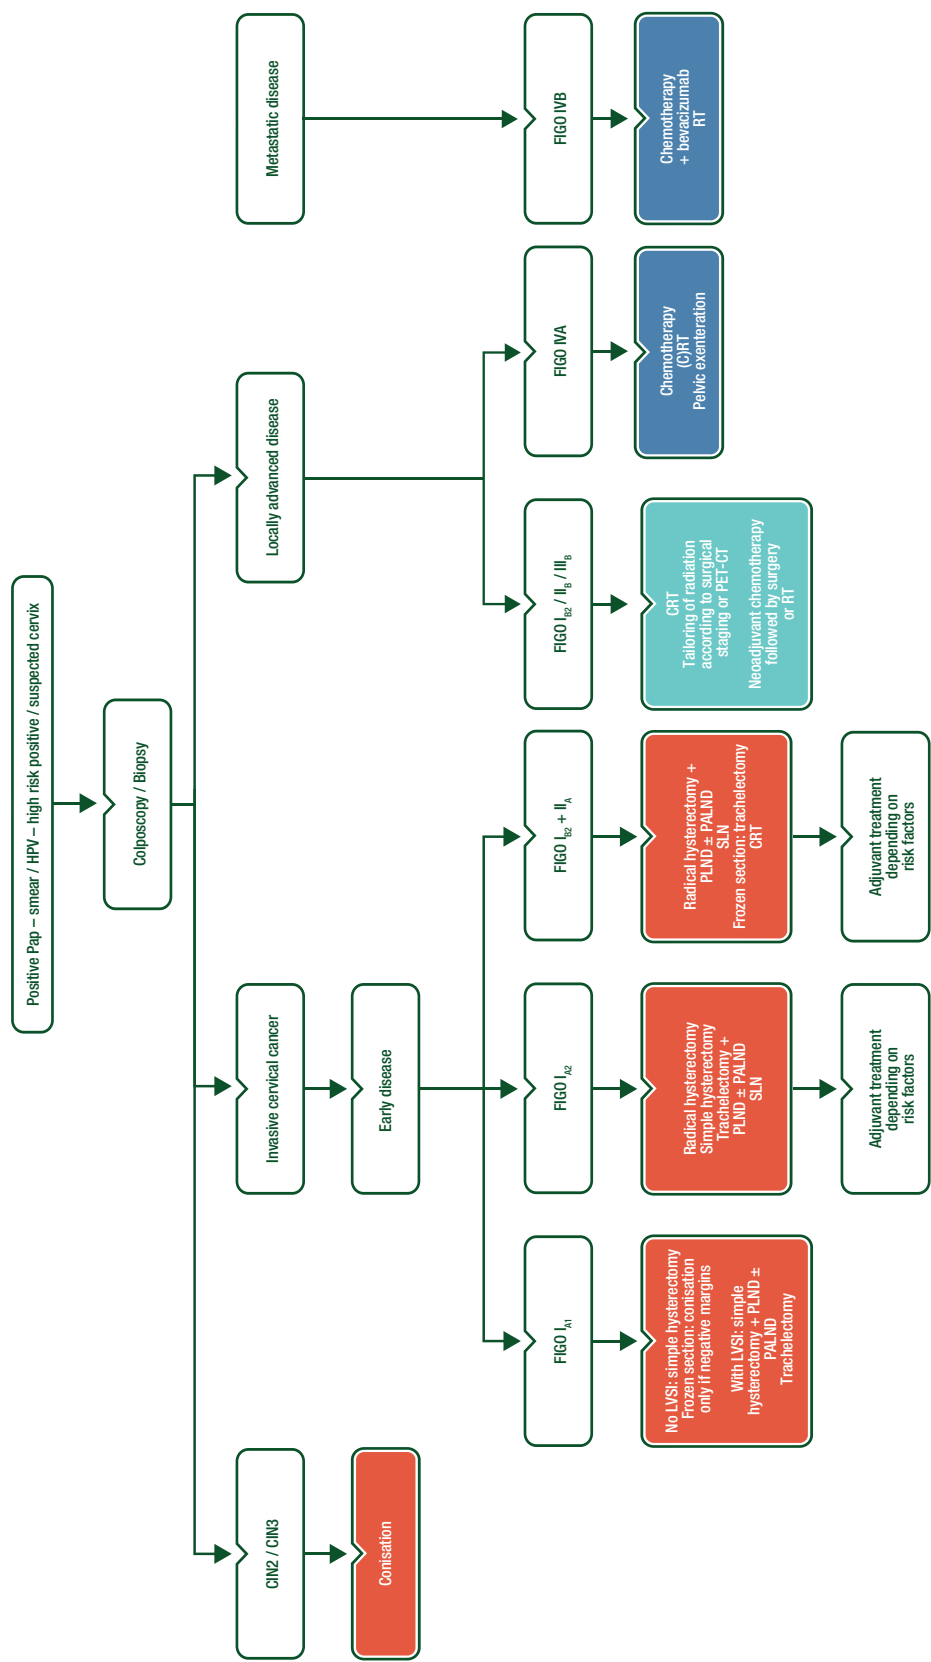 Positive Pap – smear / HPV – high risk positive / suspected cervix
Colposcopy / Biopsy
CIN2 / CIN3
Invasive cervical cancer
Locally advanced disease
Metastatic disease
Conisation
Early disease
FIGO IA1
FIGO IA2
FIGO IB2 + IIA
FIGO IB2 / IIB / IIIB
FIGO IVA
FIGO IVB
No LVSI: simple hysterectomy
Frozen section: conisation
only if negative margins
With LVSI: simple
hysterectomy + PLND ±
PALND
Trachelectomy
Radical hysterectomy
Simple hysterectomy
Trachelectomy +
PLND ± PALND
SLN
Radical hysterectomy +
PLND ± PALND
SLN
Frozen section: trachelectomy
CRT
CRT
Tailoring of radiation
according to surgical
staging or PET-CT
Neoadjuvant chemotherapy
followed by surgery
or RT
Chemotherapy
(C)RT
Pelvic exenteration
Chemotherapy
+ bevacizumab
RT
Adjuvant treatment
depending on
risk factors
Adjuvant treatment
depending on
risk factors